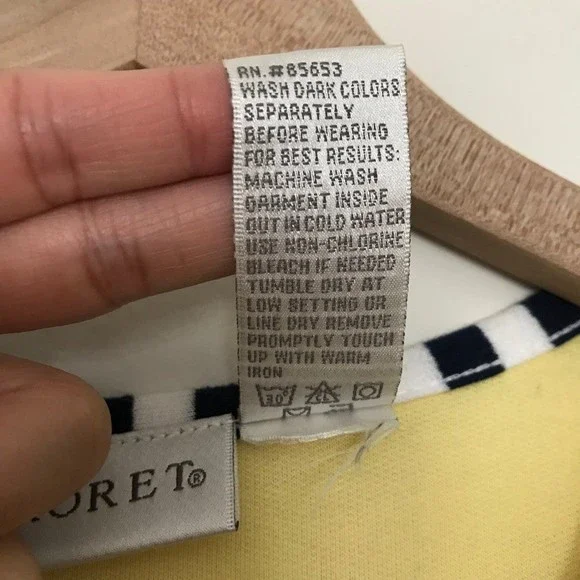 RN.#85653
WASH DARK COLORS
SEPARATELY
BEFORE WEARING
FOR BEST RESULTS:
MACHINE WASH
GARMENT INSIDE
OUT IN COLD WATER
USE NON-CHLORINE
BLEACH IF NEEDED
TUMBLE DRY AT
LOW SETTING OR
LINE DRY REMOVE
PROMPTLY TOUCH
UP WITH WARM
IRON
30°
ORET®